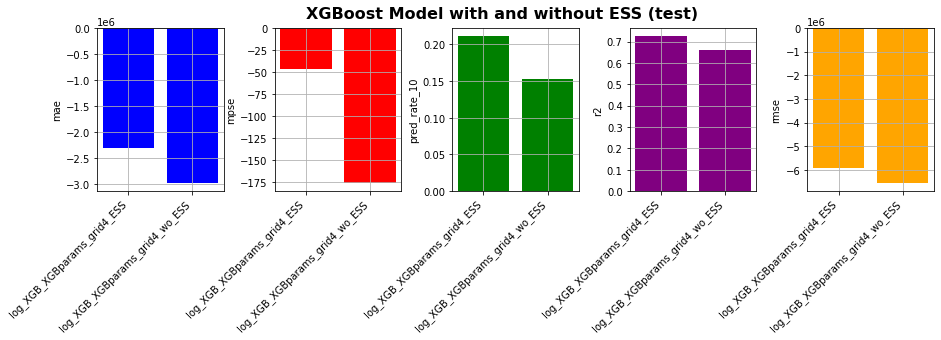 XGBoost Model with and without ESS (test)
1e6
0.0
−0.5
−1.0
−1.5
−2.0
−2.5
−3.0
mae
log_XGB_XGBparams_grid4_ESS
log_XGB_XGBparams_grid4_wo_ESS
0
−25
−50
−75
−100
−125
−150
−175
mpse
log_XGB_XGBparams_grid4_ESS
log_XGB_XGBparams_grid4_wo_ESS
0.20
0.15
0.10
0.05
0.00
pred_rate_10
log_XGB_XGBparams_grid4_ESS
log_XGB_XGBparams_grid4_wo_ESS
0.7
0.6
0.5
0.4
0.3
0.2
0.1
0.0
r2
log_XGB_XGBparams_grid4_ESS
log_XGB_XGBparams_grid4_wo_ESS
1e6
0
−1
−2
−3
−4
−5
−6
rmse
log_XGB_XGBparams_grid4_ESS
log_XGB_XGBparams_grid4_wo_ESS